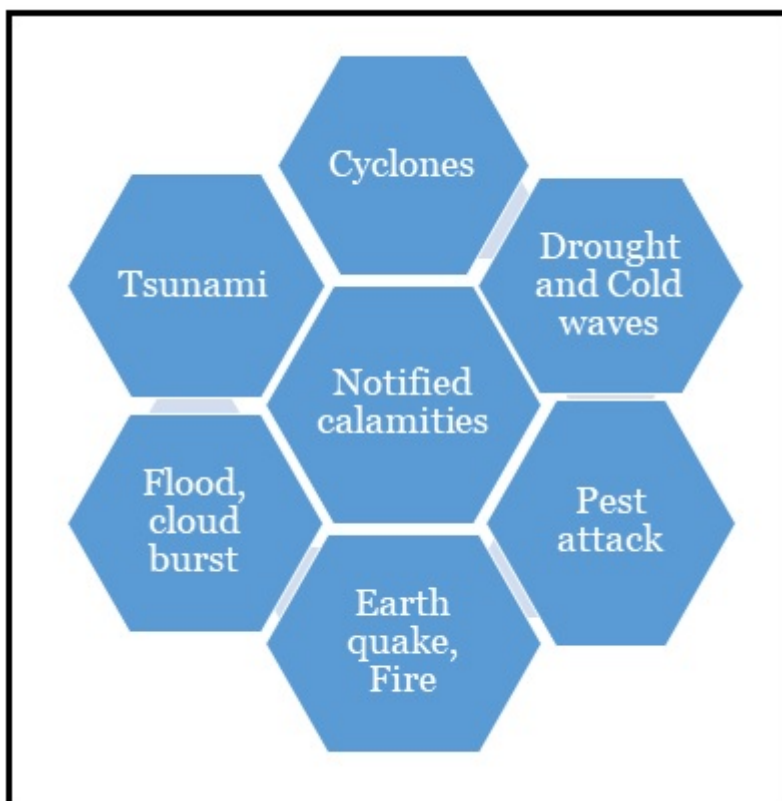 Cyclones
Drought
and Cold
waves
Tsunami
Notified
calamities
Pest
attack
Flood,
cloud
burst
Earth
quake,
Fire